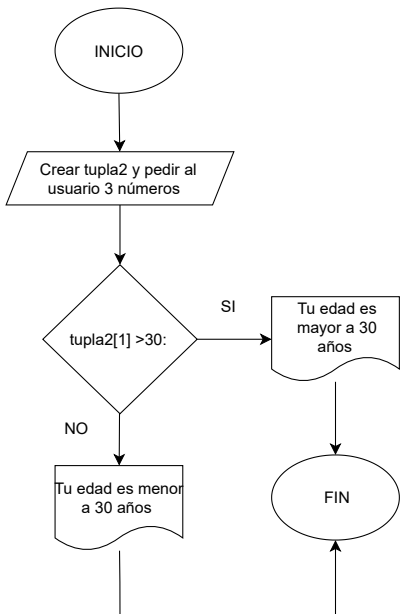 INICIO
Crear tupla2 y pedir al
usuario 3 números
tupla2[1] >30:
SI
Tu edad es
mayor a 30
años
NO
Tu edad es menor
a 30 años
FIN